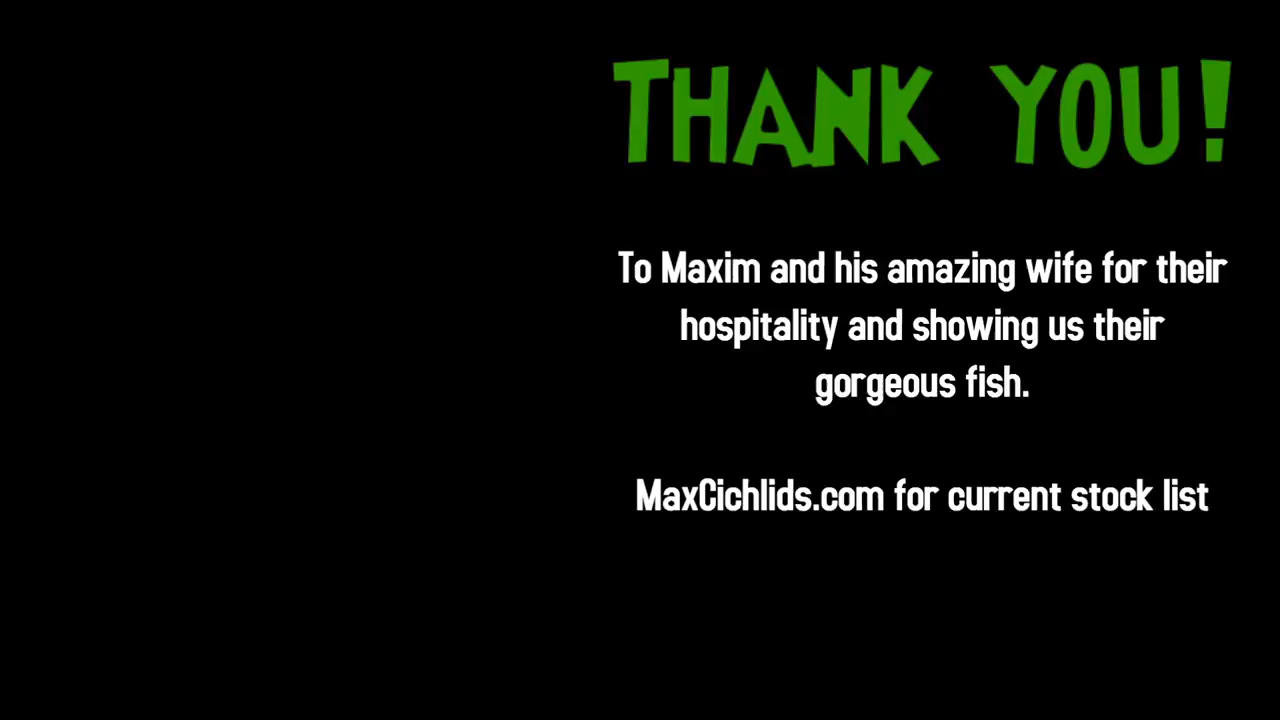 THANK YOU!
To Maxim and his amazing wife for their
hospitality and showing us their
gorgeous fish.
MaxCichlids.com for current stock list